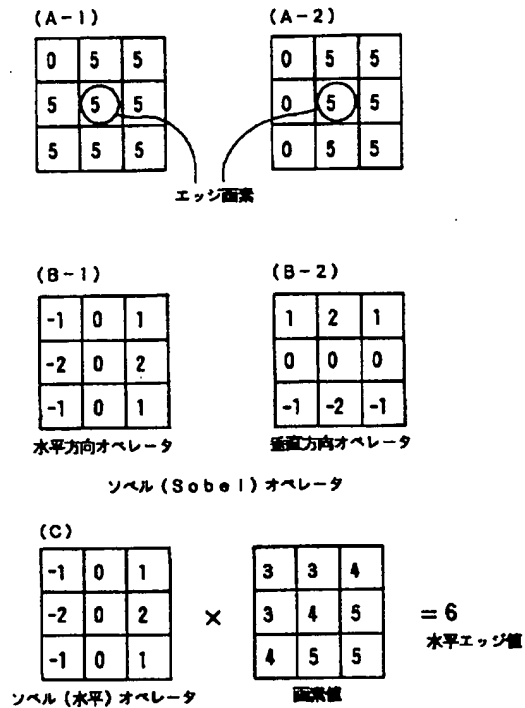 (A-1) (A-2)
0 5 5 0 5 5
5 5 5 0 5 5
5 5 5 0 5 5
エッジ画素
(B-1) (B-2)
-1 0 1 1 2 1
-2 0 2 0 0 0
-1 0 1 -1 -2 -1
水平方向オペレータ 垂直方向オペレータ
ソベル(Sobel)オペレータ
(C)
-1 0 1 3 3 4
-2 0 2 × 3 4 5 = 6
水平エッジ値
-1 0 1 4 5 5
ソベル(水平)オペレータ 画素値